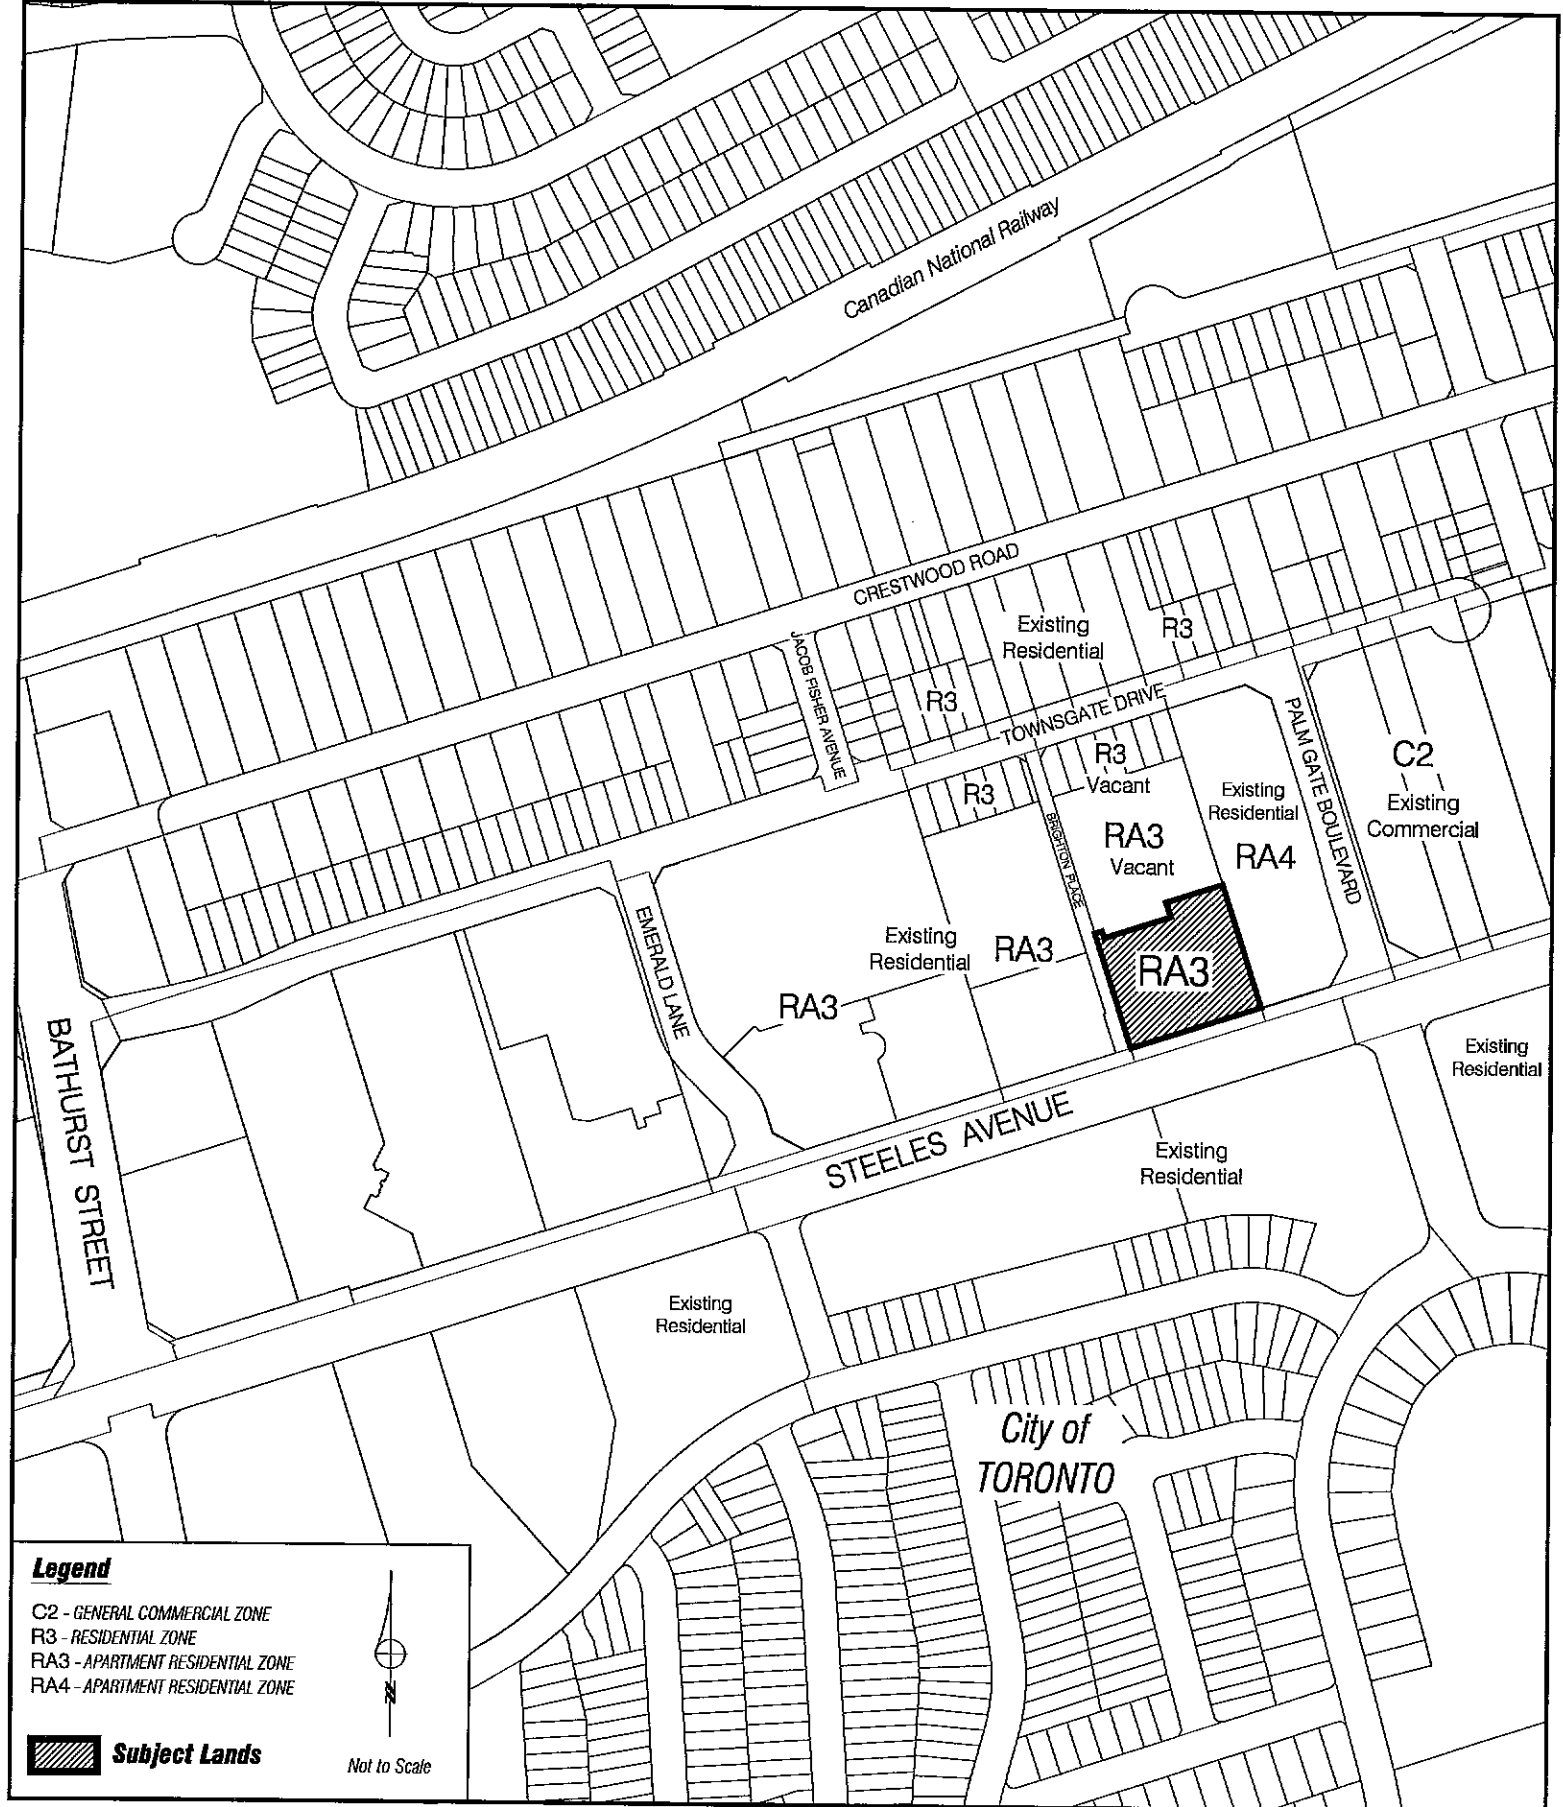 Canadian National Railway
CRESTWOOD ROAD
Existing
Residential
R3
JACOB FISHER AVENUE
R3
TOWNSGATE DRIVE
PALM GATE BOULEVARD
R3
Vacant
C2
Existing
Commercial
R3
Existing
Residential
BRIGHTON PLACE
RA3
Vacant
RA4
EMERALD LANE
Existing
Residential
RA3
RA3
RA3
BATHURST STREET
Existing
Residential
STEELES AVENUE
Existing
Residential
Existing
Residential
City of
TORONTO
Legend
C2 - GENERAL COMMERCIAL ZONE
R3 - RESIDENTIAL ZONE
RA3 - APARTMENT RESIDENTIAL ZONE
RA4 - APARTMENT RESIDENTIAL ZONE
N
Subject Lands
Not to Scale